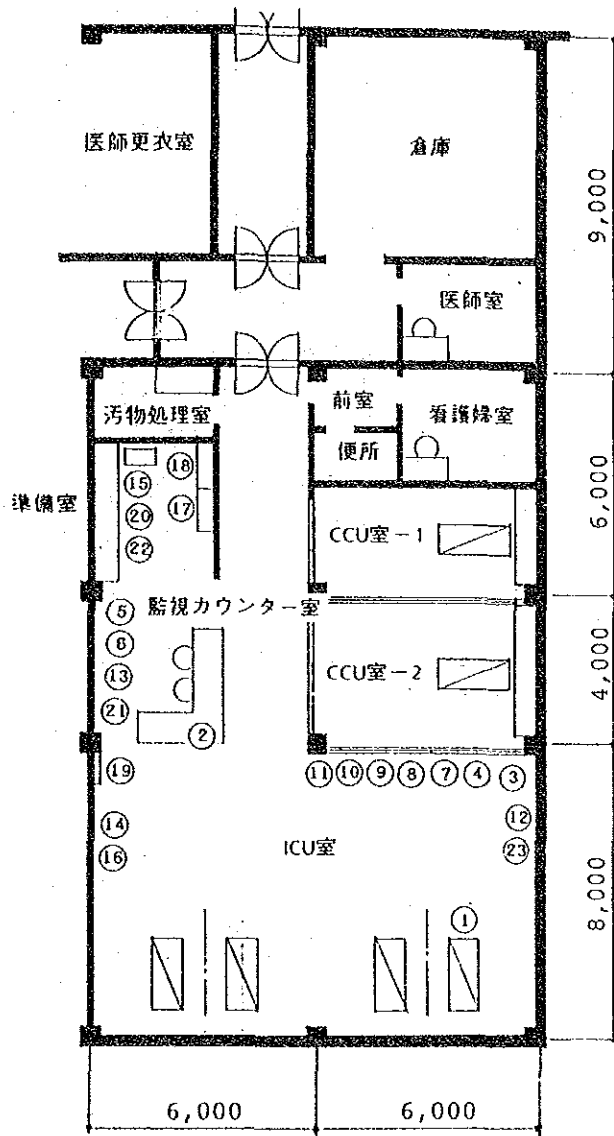 医師更衣室
倉庫
9,000
医師室
汚物処理室
前室
看護婦室
便所
準備室
⑱
⑮
⑳
⑰
㉒
CCU室-1
6,000
⑤
監視カウンター室
⑥
⑬
㉑
CCU室-2
4,000
②
⑲
⑪ ⑩ ⑨ ⑧ ⑦ ④ ③
⑭
⑯
ICU室
⑫
㉓
8,000
①
6,000
6,000